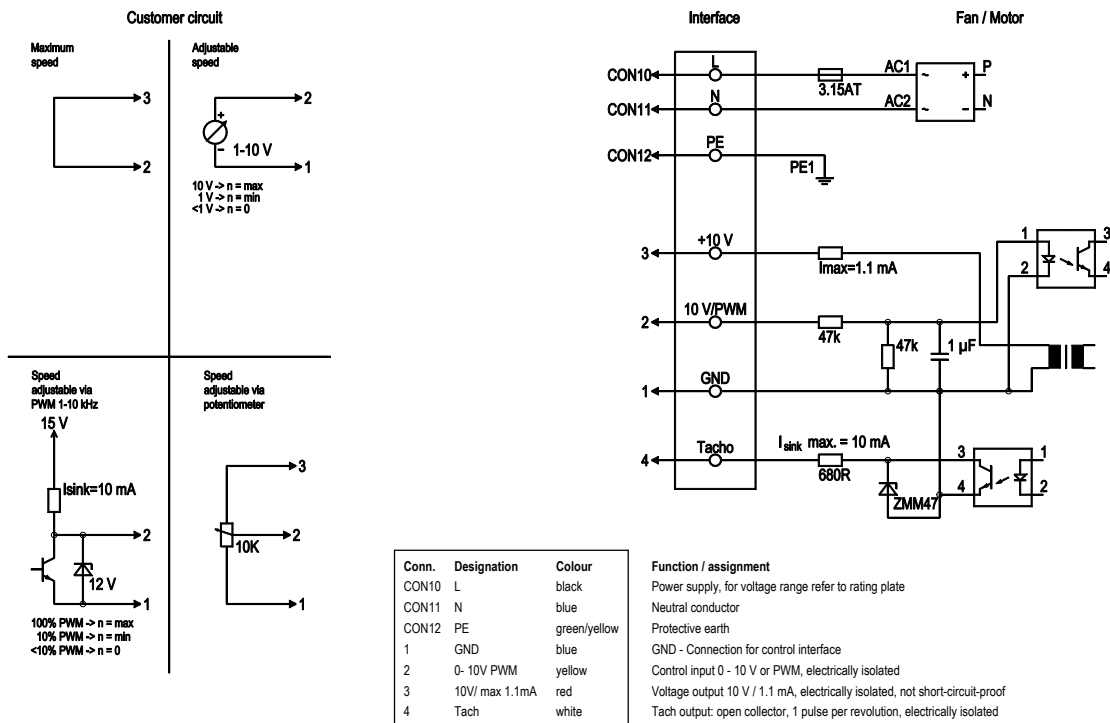 Customer circuit
Interface
Fan / Motor
Maximum
speed
3
2
Adjustable
speed
2
+
1-10 V
–
1
10 V -> n = max
1 V -> n = min
<1 V -> n = 0
Speed
adjustable via
PWM 1-10 kHz
15 V
Isink=10 mA
2
12 V
1
100% PWM -> n = max
10% PWM -> n = min
<10% PWM -> n = 0
Speed
adjustable via
potentiometer
3
2
10K
1
CON10 L 3.15AT AC1 ~ + P
CON11 N AC2 ~ – N
CON12 PE PE1
3 +10 V Imax=1.1 mA
1 3
2 4
2 10 V/PWM 47k 47k 1 µF
1 GND
4 Tacho Isink max. = 10 mA 680R ZMM47
3 1
4 2
Conn. Designation Colour Function / assignment
CON10 L black Power supply, for voltage range refer to rating plate
CON11 N blue Neutral conductor
CON12 PE green/yellow Protective earth
1 GND blue GND - Connection for control interface
2 0- 10V PWM yellow Control input 0 - 10 V or PWM, electrically isolated
3 10V/ max 1.1mA red Voltage output 10 V / 1.1 mA, electrically isolated, not short-circuit-proof
4 Tach white Tach output: open collector, 1 pulse per revolution, electrically isolated